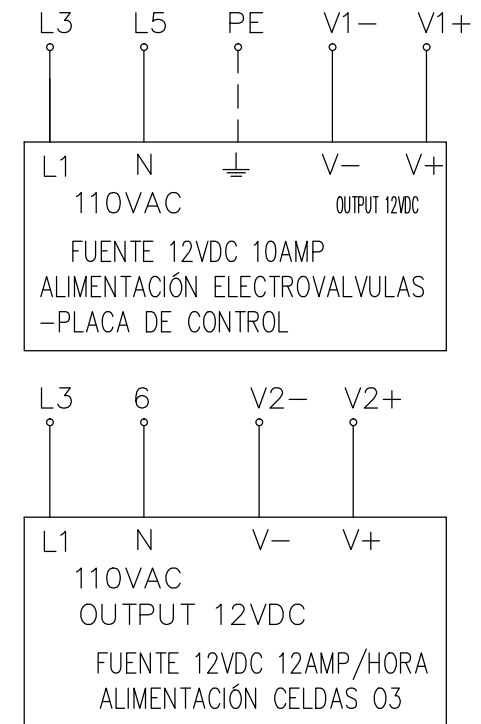 L3 L5 PE V1- V1+
L1 N V- V+
110VAC OUTPUT 12VDC
FUENTE 12VDC 10AMP
ALIMENTACIÓN ELECTROVALVULAS
-PLACA DE CONTROL
L3 6 V2- V2+
L1 N V- V+
110VAC
OUTPUT 12VDC
FUENTE 12VDC 12AMP/HORA
ALIMENTACIÓN CELDAS O3